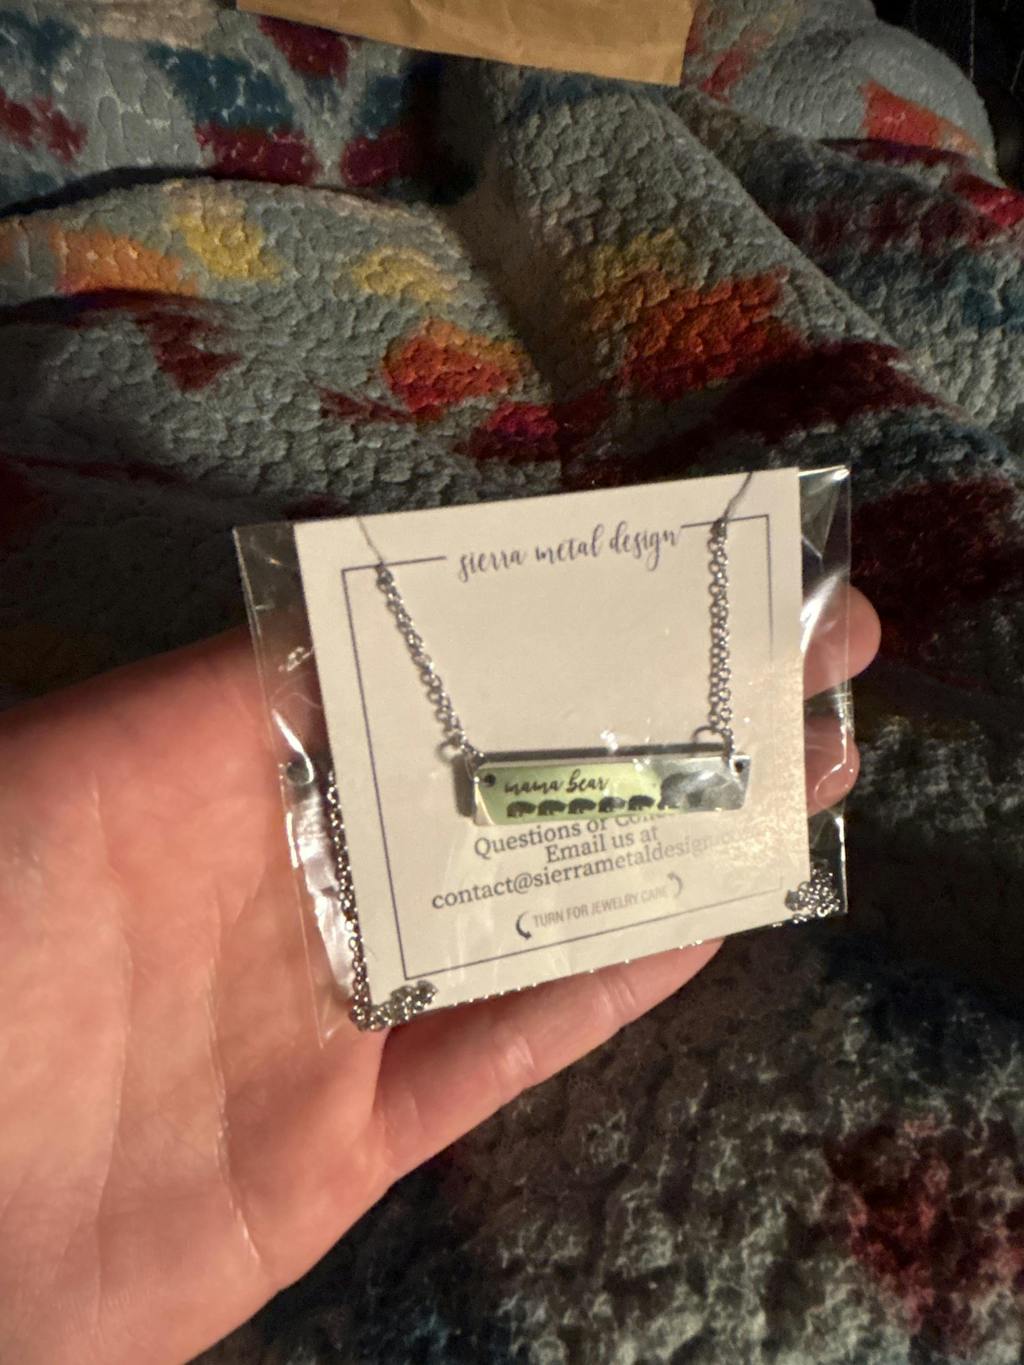 sierra metal design
mama bear
Questions or
Email us at
contact@sierrametaldesign
TURN FOR JEWELRY CARE